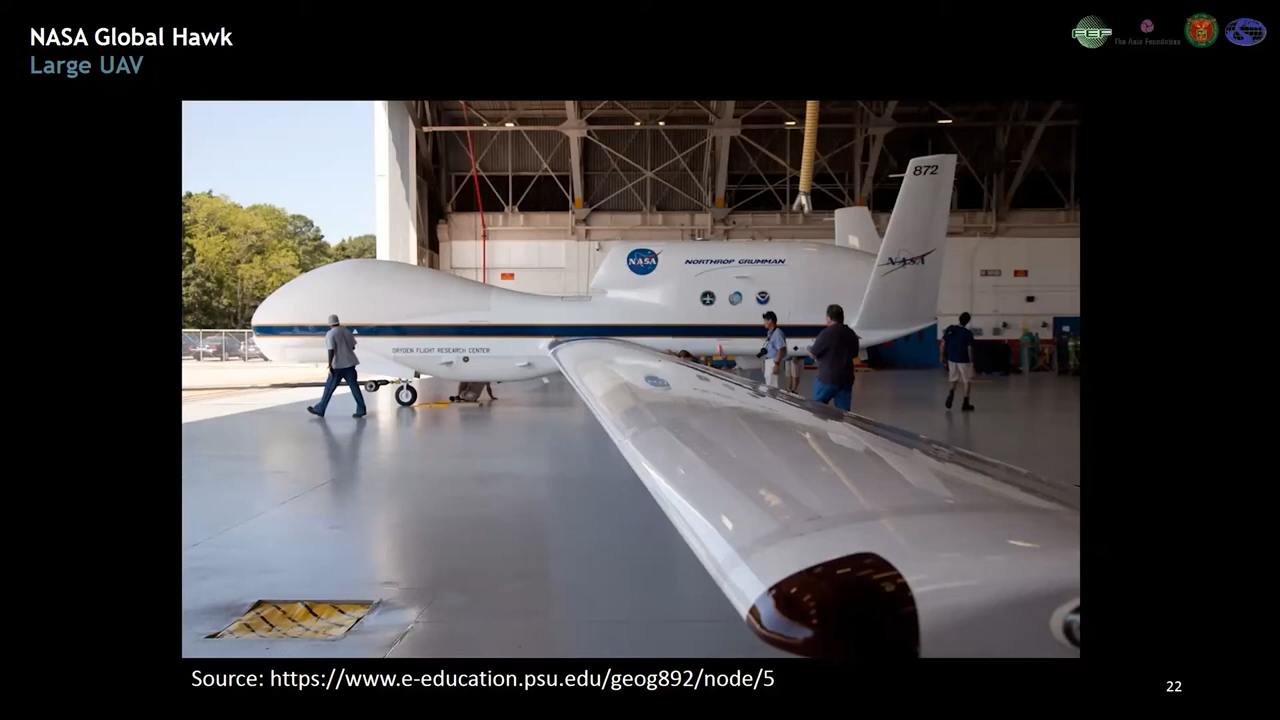 NASA Global Hawk
Large UAV
FEF
The Asia Foundation
872
NASA
NORTHROP GRUMMAN
NASA
DRYDEN FLIGHT RESEARCH CENTER
Source: https://www.e-education.psu.edu/geog892/node/5
22